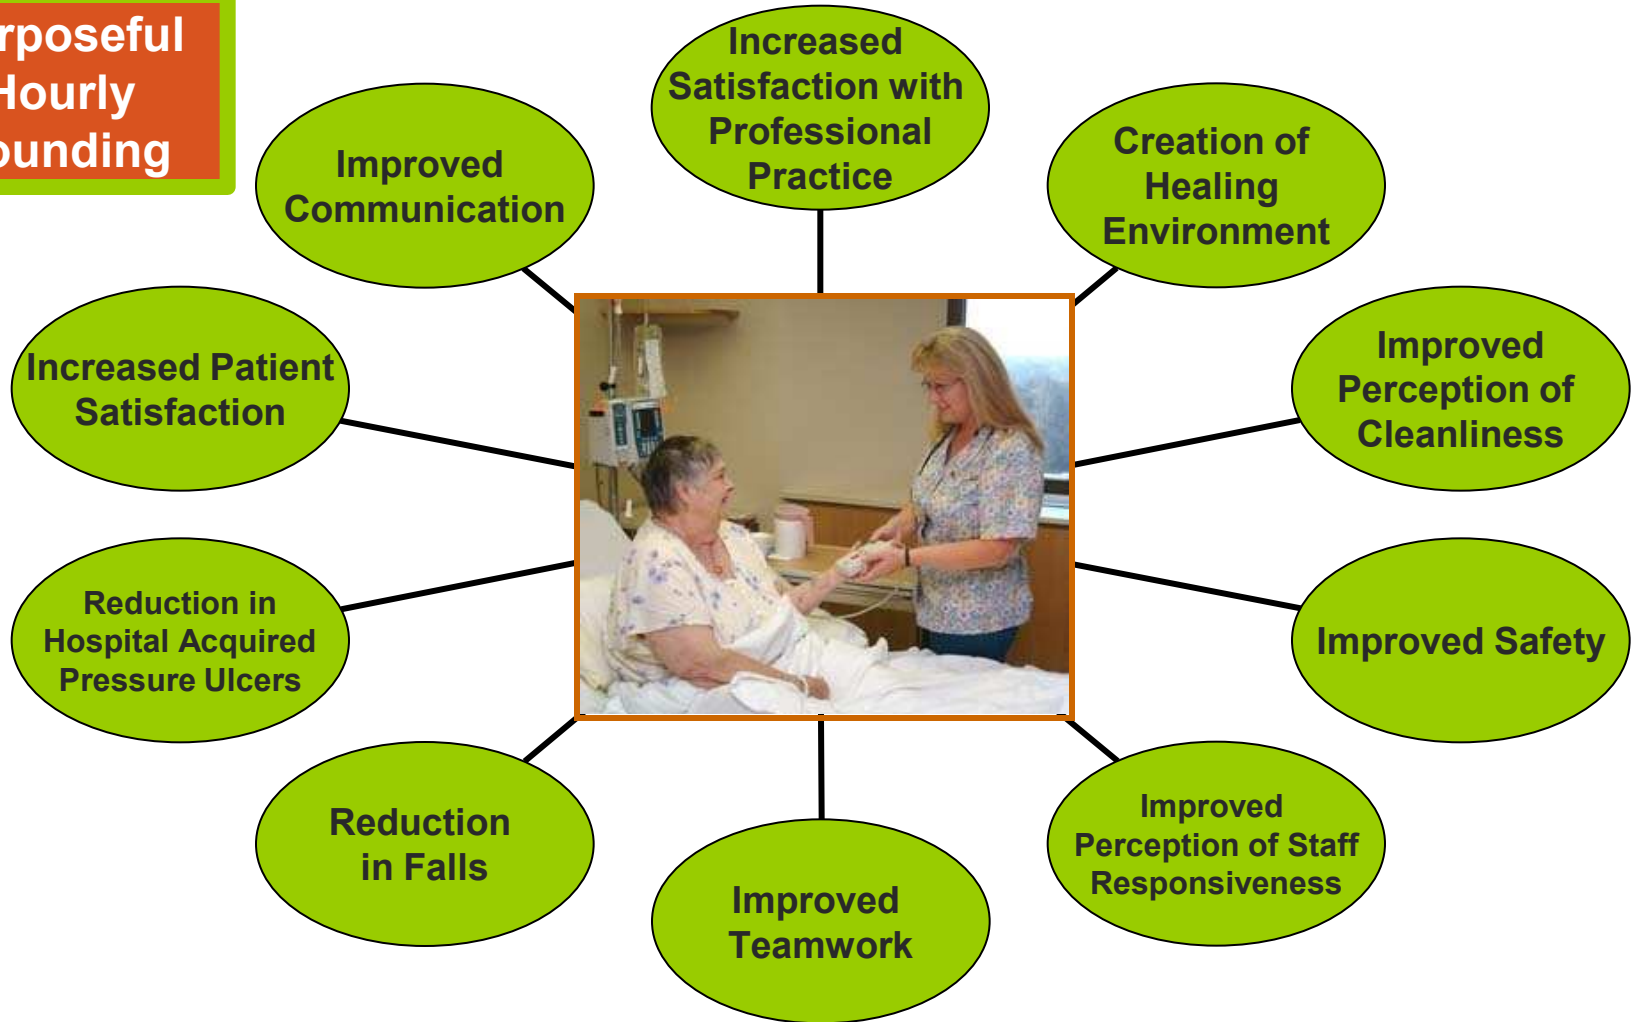 rposeful
Hourly
ounding
Increased
Satisfaction with
Professional
Practice
Creation of
Healing
Environment
Improved
Perception of
Cleanliness
Improved Safety
Improved
Perception of Staff
Responsiveness
Improved
Teamwork
Reduction
in Falls
Reduction in
Hospital Acquired
Pressure Ulcers
Increased Patient
Satisfaction
Improved
Communication